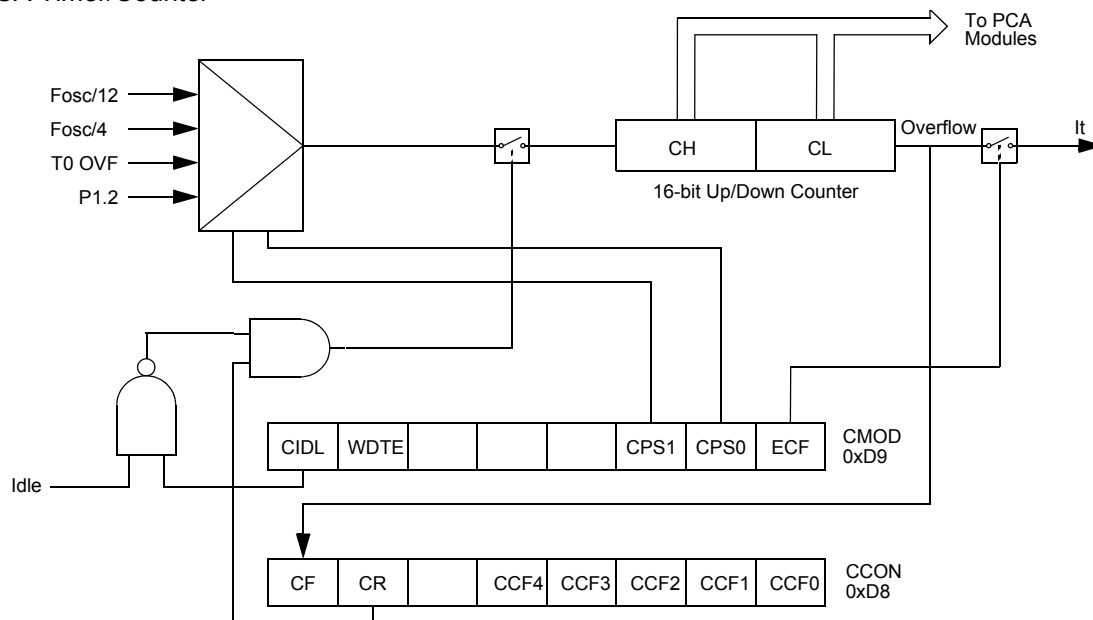 Timer/Counter
To PCA
Modules
Fosc/12
Fosc/4
T0 OVF
P1.2
CH
CL
Overflow
It
16-bit Up/Down Counter
CIDL
WDTE
CPS1
CPS0
ECF
CMOD
0xD9
Idle
CF
CR
CCF4
CCF3
CCF2
CCF1
CCF0
CCON
0xD8